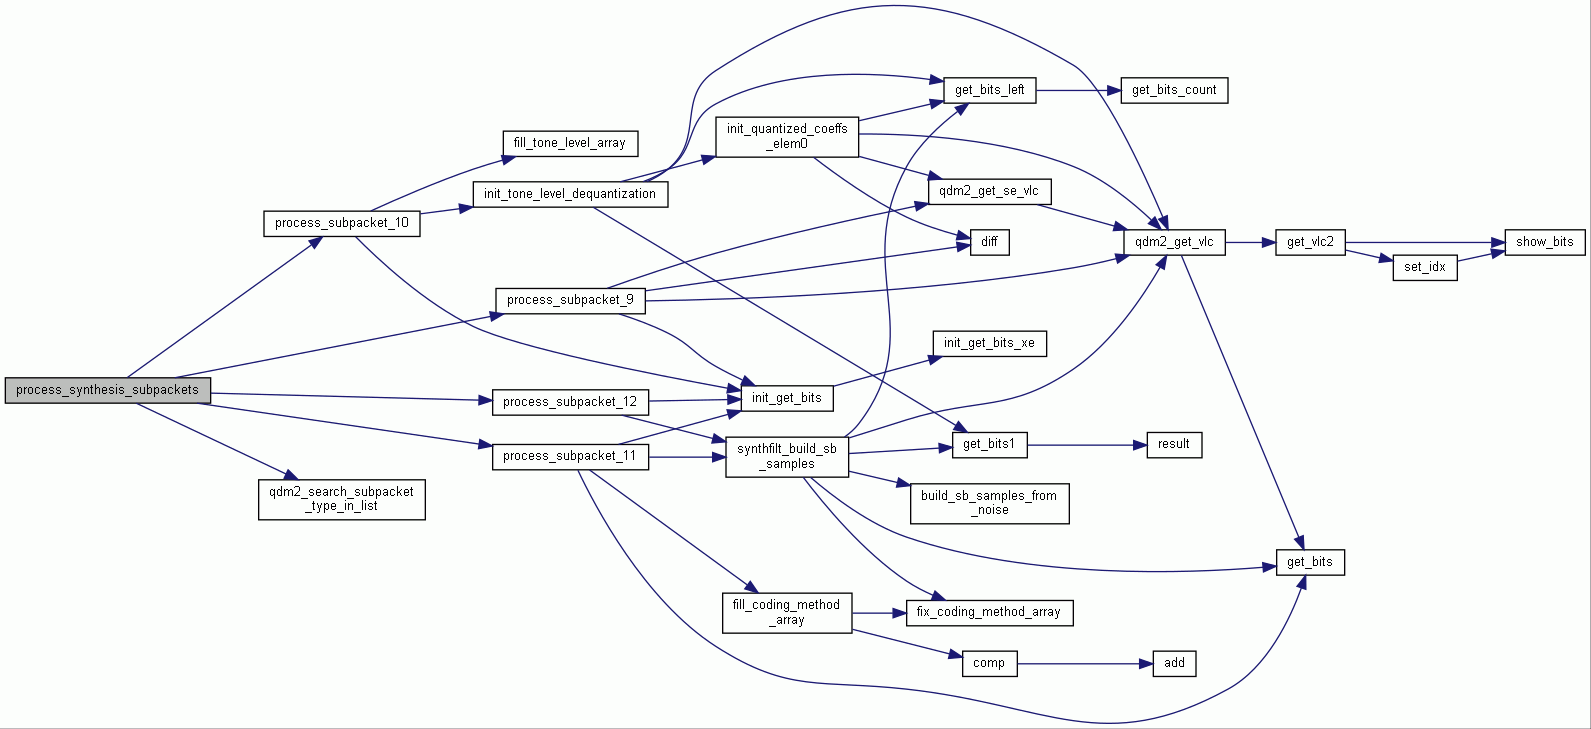 process_synthesis_subpackets
process_subpacket_10
qdm2_search_subpacket
_type_in_list
fill_tone_level_array
init_tone_level_dequantization
process_subpacket_9
process_subpacket_12
process_subpacket_11
init_quantized_coeffs
_elem0
init_get_bits
synthfilt_build_sb
_samples
fill_coding_method
_array
get_bits_left
qdm2_get_se_vlc
diff
init_get_bits_xe
get_bits1
build_sb_samples_from
_noise
fix_coding_method_array
comp
get_bits_count
qdm2_get_vlc
result
add
get_vlc2
get_bits
set_idx
show_bits